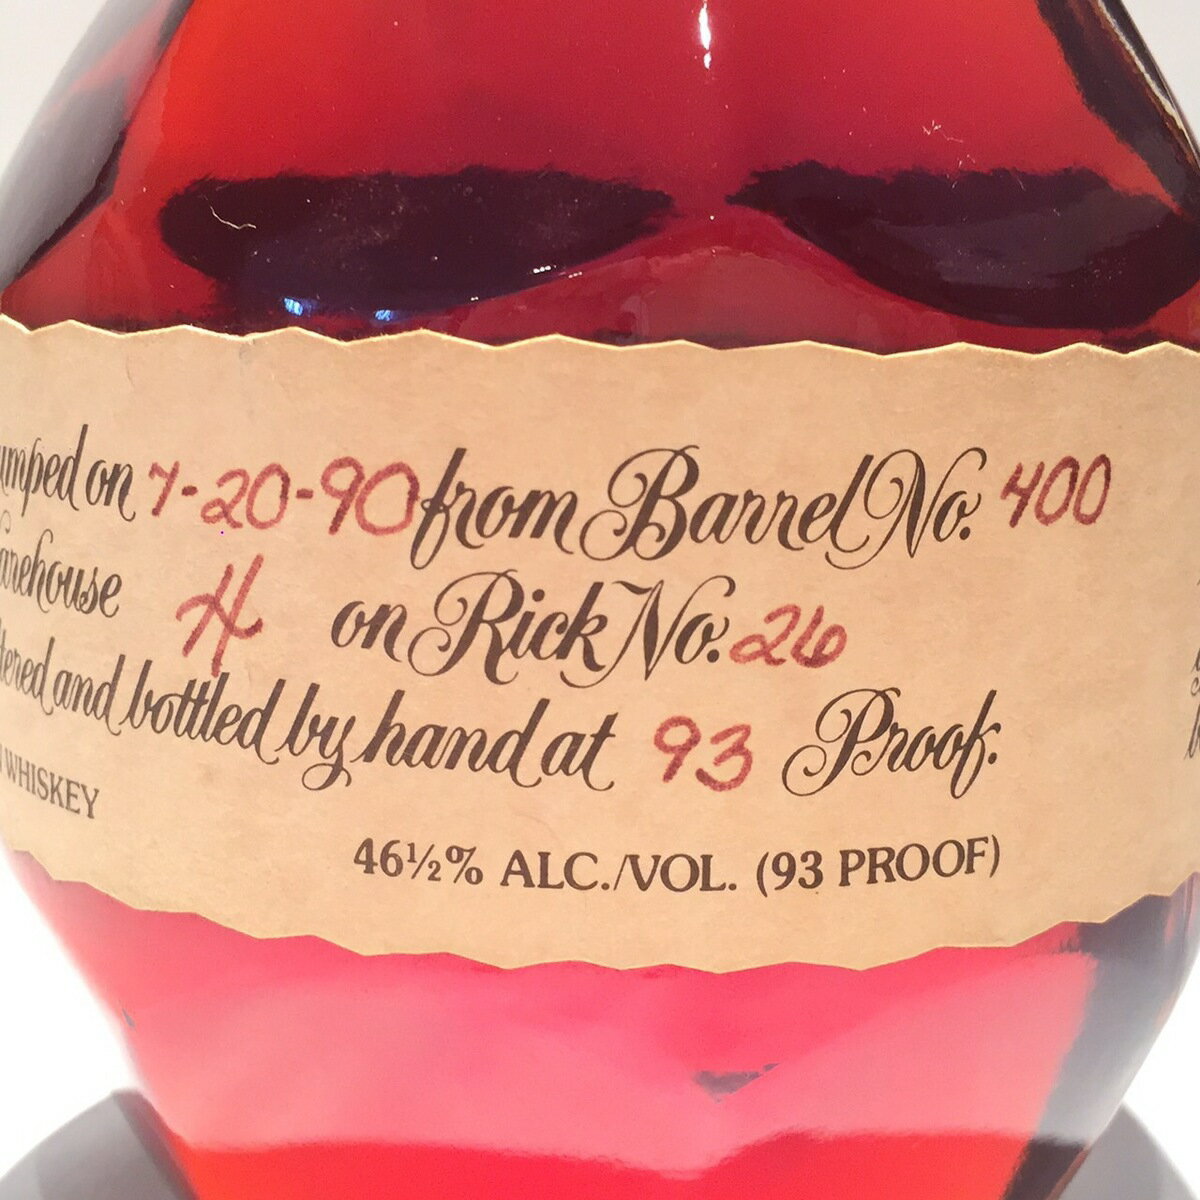 umped on 7-20-90 from Barrel No. 400
arehouse H on Rick No. 26
tered and bottled by hand at 93 Proof.
WHISKEY
46½% ALC./VOL. (93 PROOF)